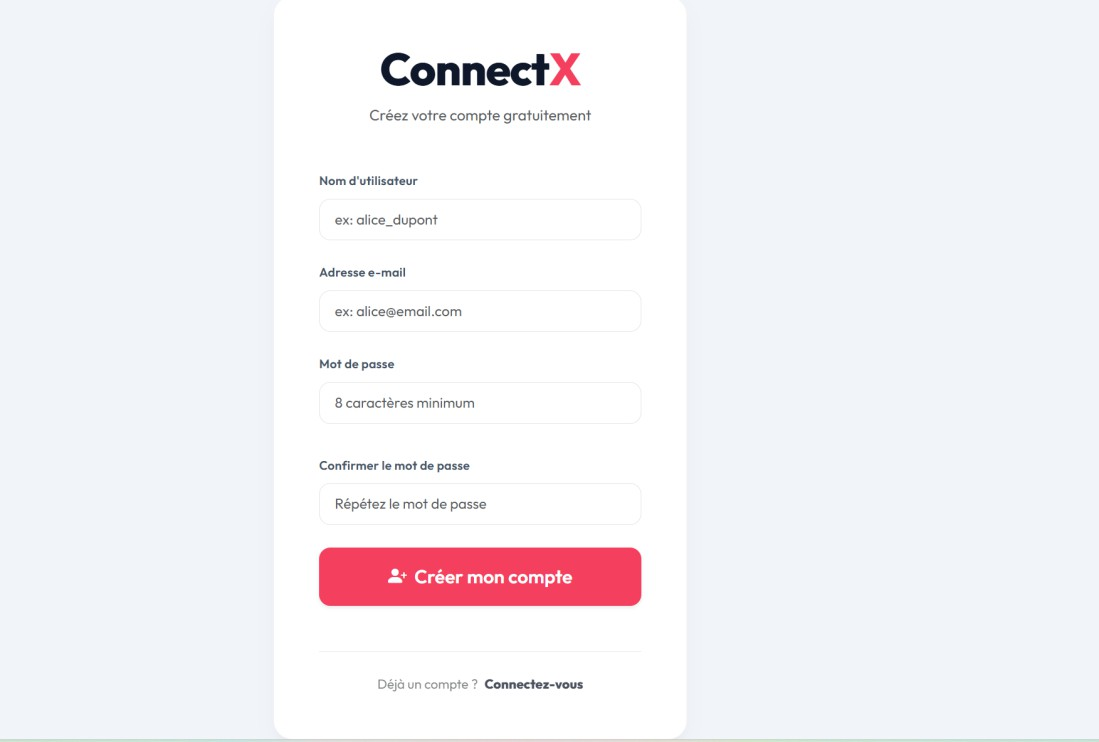 ConnectX
Créez votre compte gratuitement
Nom d'utilisateur
ex: alice_dupont
Adresse e-mail
ex: alice@email.com
Mot de passe
8 caractères minimum
Confirmer le mot de passe
Répétez le mot de passe
Créer mon compte
Déjà un compte ? Connectez-vous